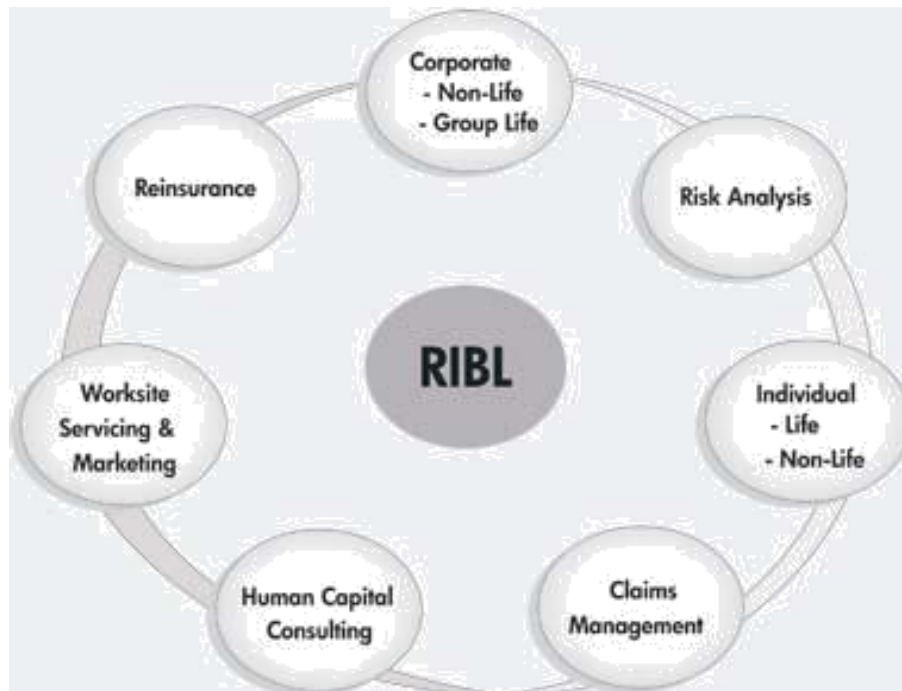 Corporate
- Non-Life
- Group Life
Risk Analysis
Individual
- Life
- Non-Life
Claims
Management
Human Capital
Consulting
Worksite
Servicing &
Marketing
Reinsurance
RIBL